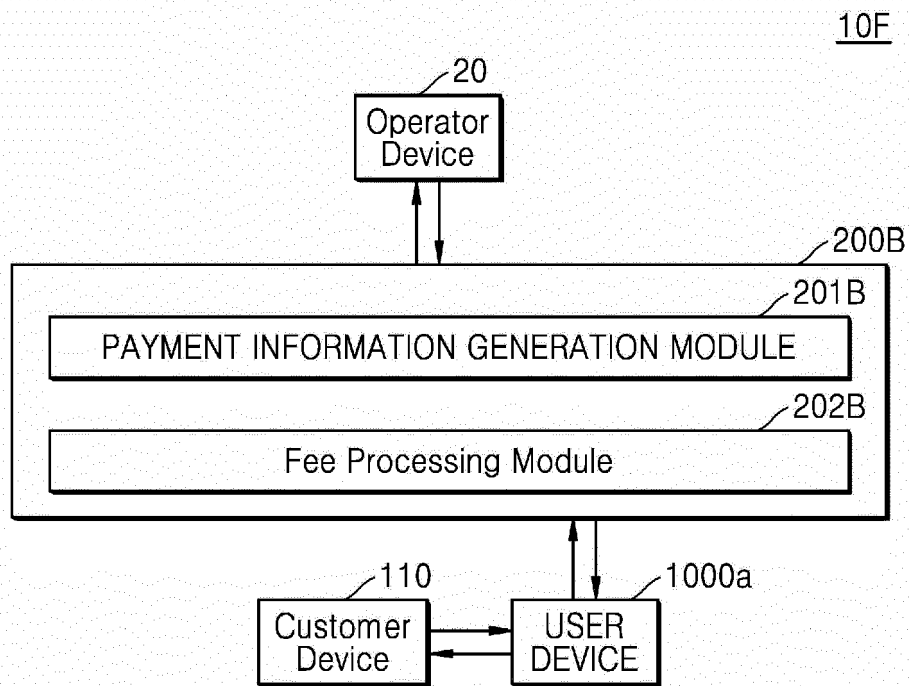 10F
20
Operator
Device
200B
201B
PAYMENT INFORMATION GENERATION MODULE
202B
Fee Processing Module
110
1000a
Customer
Device
USER
DEVICE